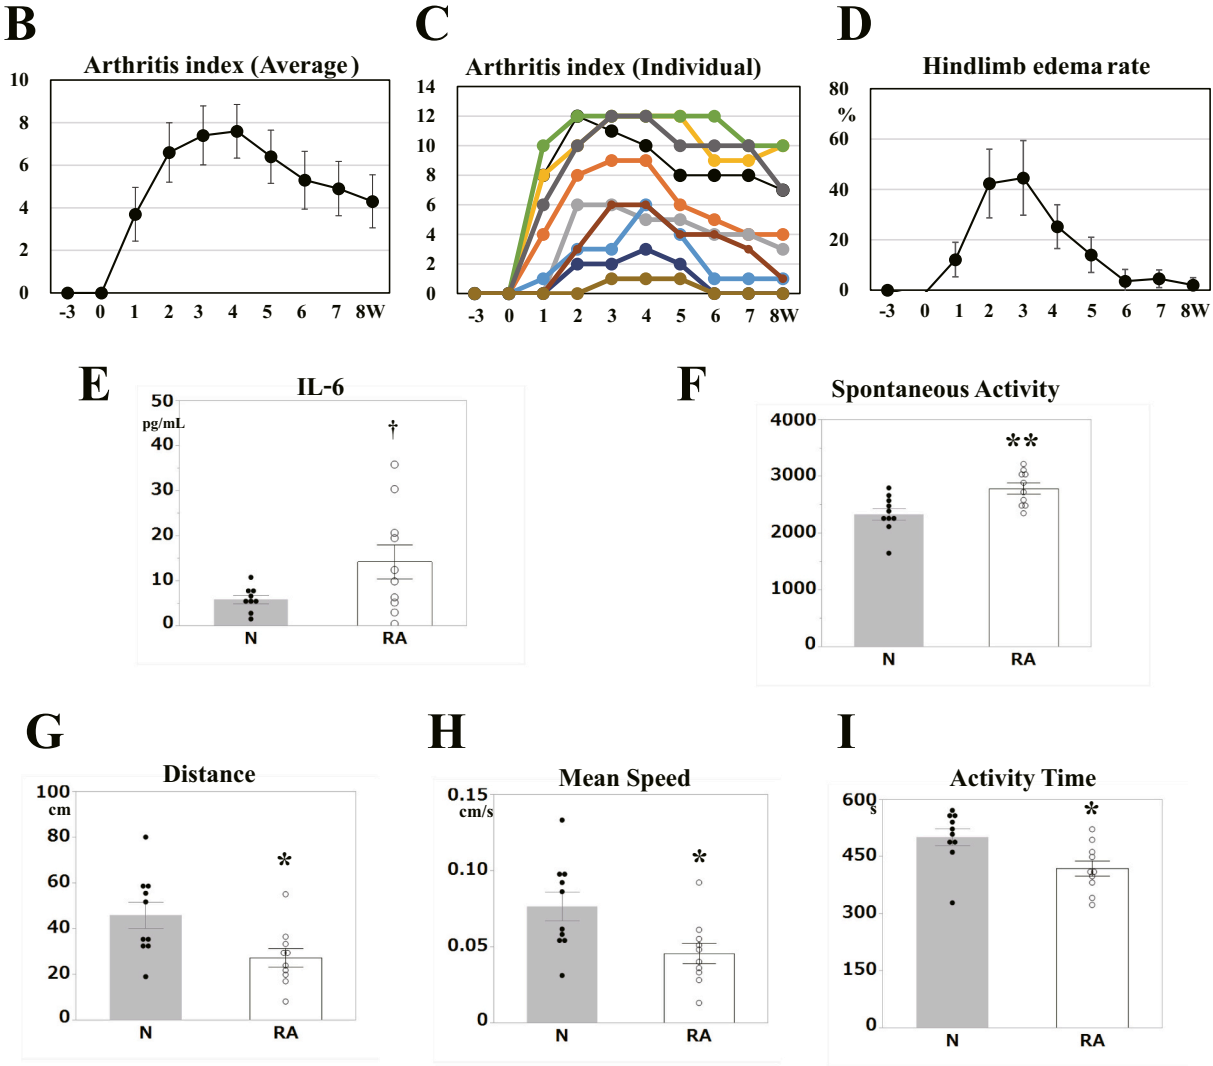 B
Arthritis index (Average)
10
8
6
4
2
0
-3 0 1 2 3 4 5 6 7 8W
C
Arthritis index (Individual)
14
12
10
8
6
4
2
0
-3 0 1 2 3 4 5 6 7 8W
D
Hindlimb edema rate
80
%
60
40
20
0
-3 0 1 2 3 4 5 6 7 8W
E
IL-6
50
pg/mL
40
30
20
10
0
†
N RA
F
Spontaneous Activity
4000
3000
2000
1000
0
**
N RA
G
Distance
100
cm
80
60
40
20
0
*
N RA
H
Mean Speed
0.15
cm/s
0.10
0.05
0
*
N RA
I
Activity Time
600
s
450
300
150
0
*
N RA